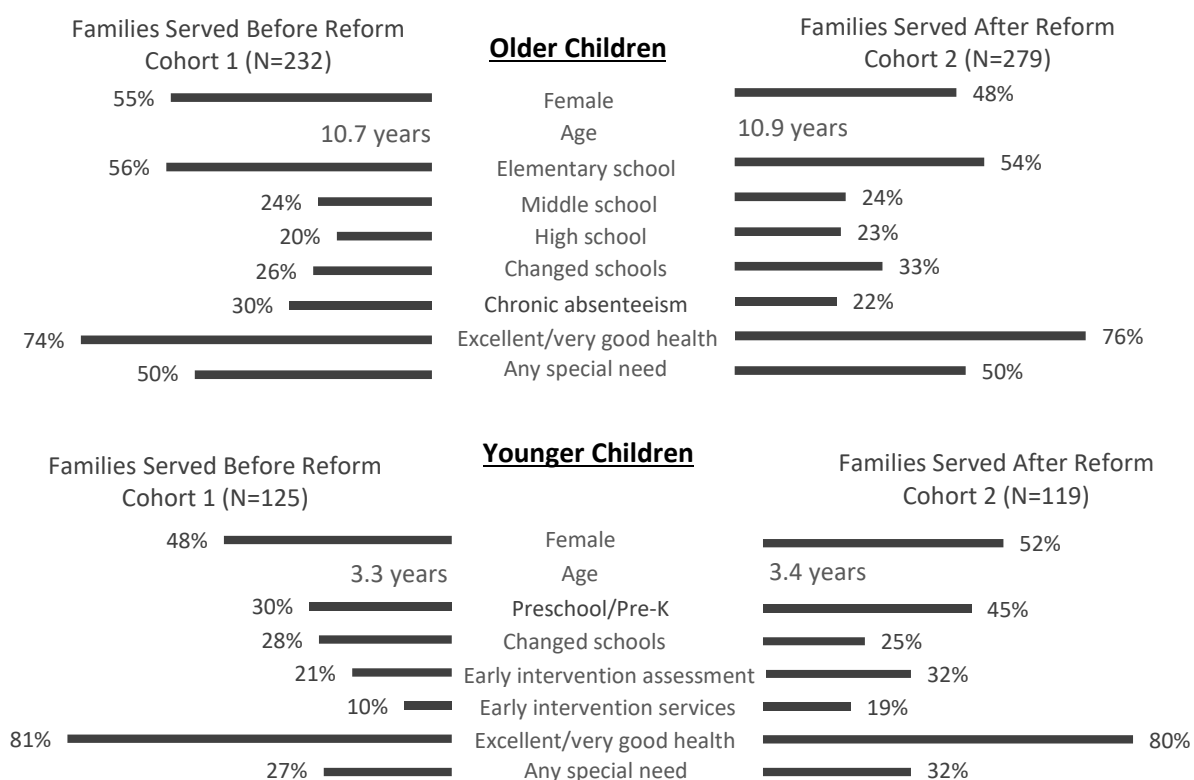 Families Served Before Reform
Cohort 1 (N=232)
Older Children
Families Served After Reform
Cohort 2 (N=279)
55% Female 48%
10.7 years Age 10.9 years
56% Elementary school 54%
24% Middle school 24%
20% High school 23%
26% Changed schools 33%
30% Chronic absenteeism 22%
74% Excellent/very good health 76%
50% Any special need 50%
Families Served Before Reform
Cohort 1 (N=125)
Younger Children
Families Served After Reform
Cohort 2 (N=119)
48% Female 52%
3.3 years Age 3.4 years
30% Preschool/Pre-K 45%
28% Changed schools 25%
21% Early intervention assessment 32%
10% Early intervention services 19%
81% Excellent/very good health 80%
27% Any special need 32%